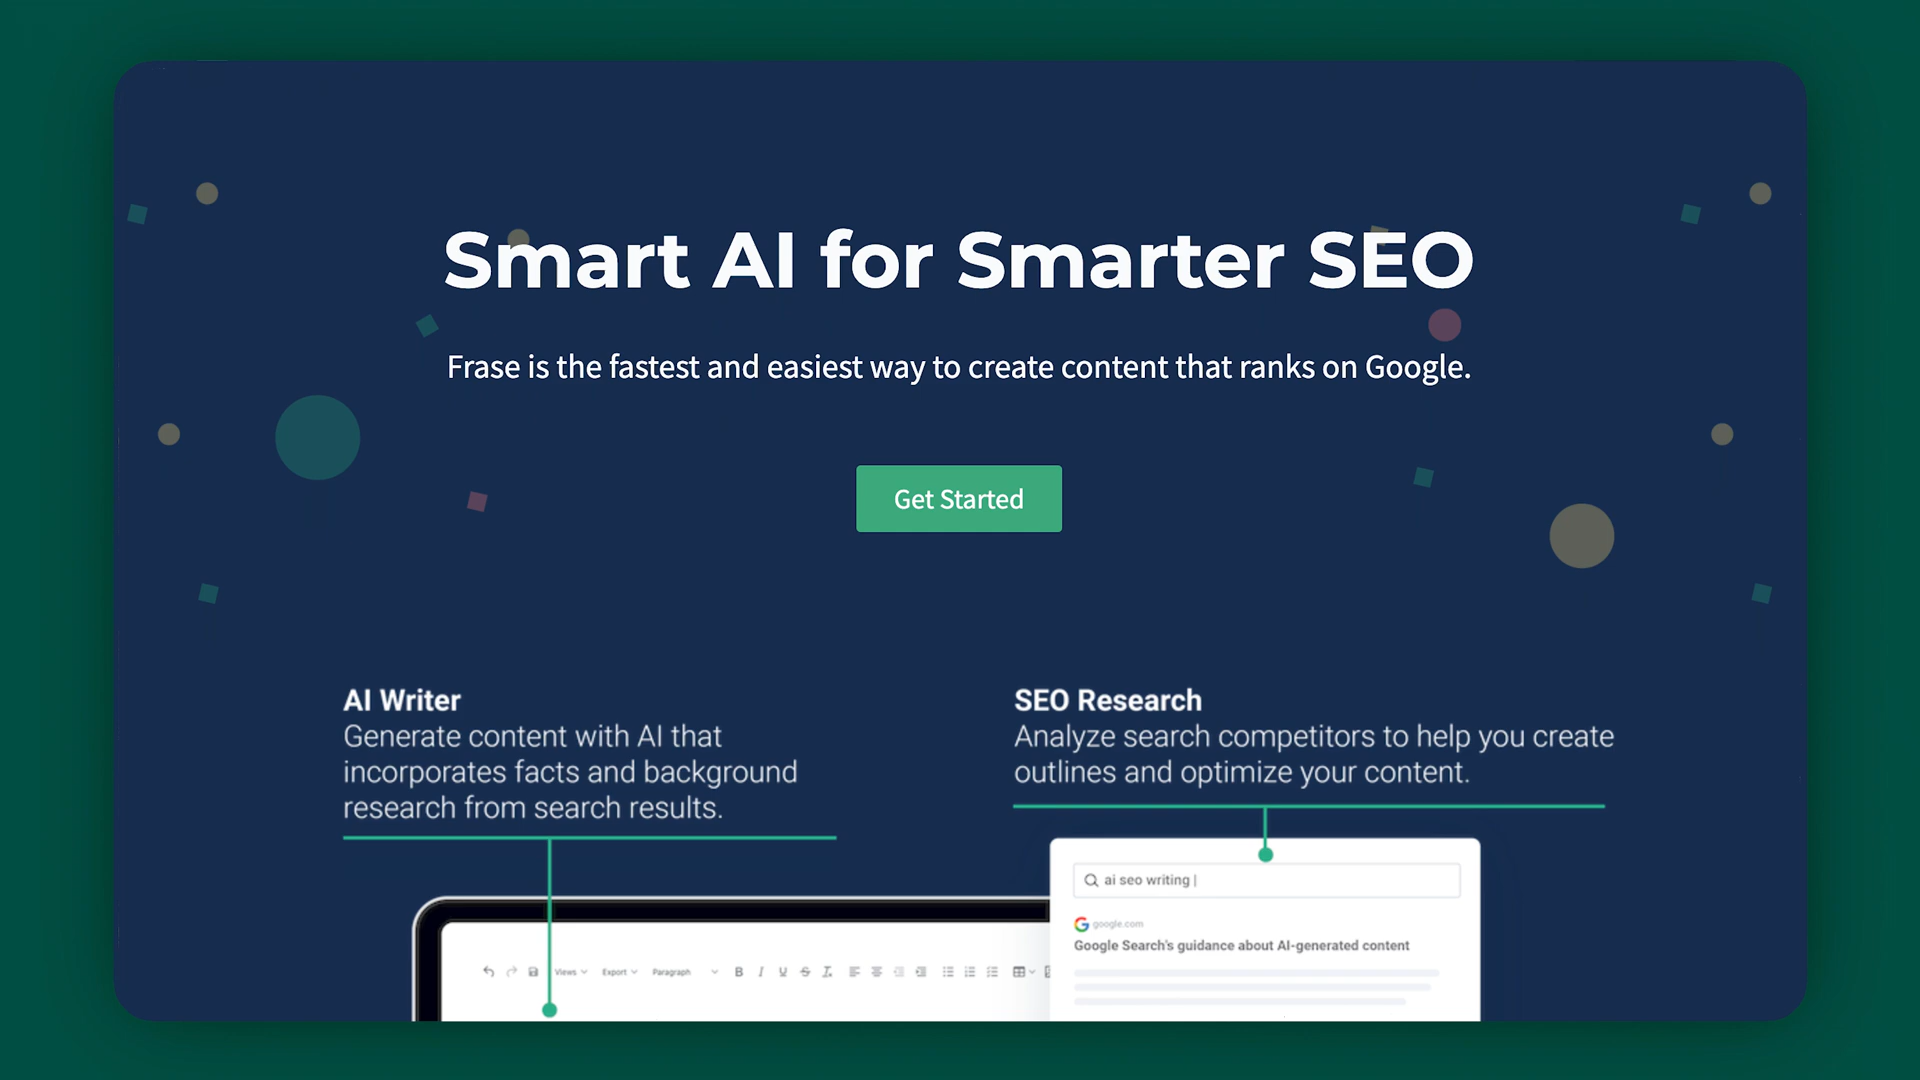 Smart AI for Smarter SEO
Frase is the fastest and easiest way to create content that ranks on Google.
Get Started
AI Writer
Generate content with AI that
incorporates facts and background
research from search results.
SEO Research
Analyze search competitors to help you create
outlines and optimize your content.
ai seo writing |
google.com
Google Search's guidance about AI-generated content
Views Export Paragraph B I U S T